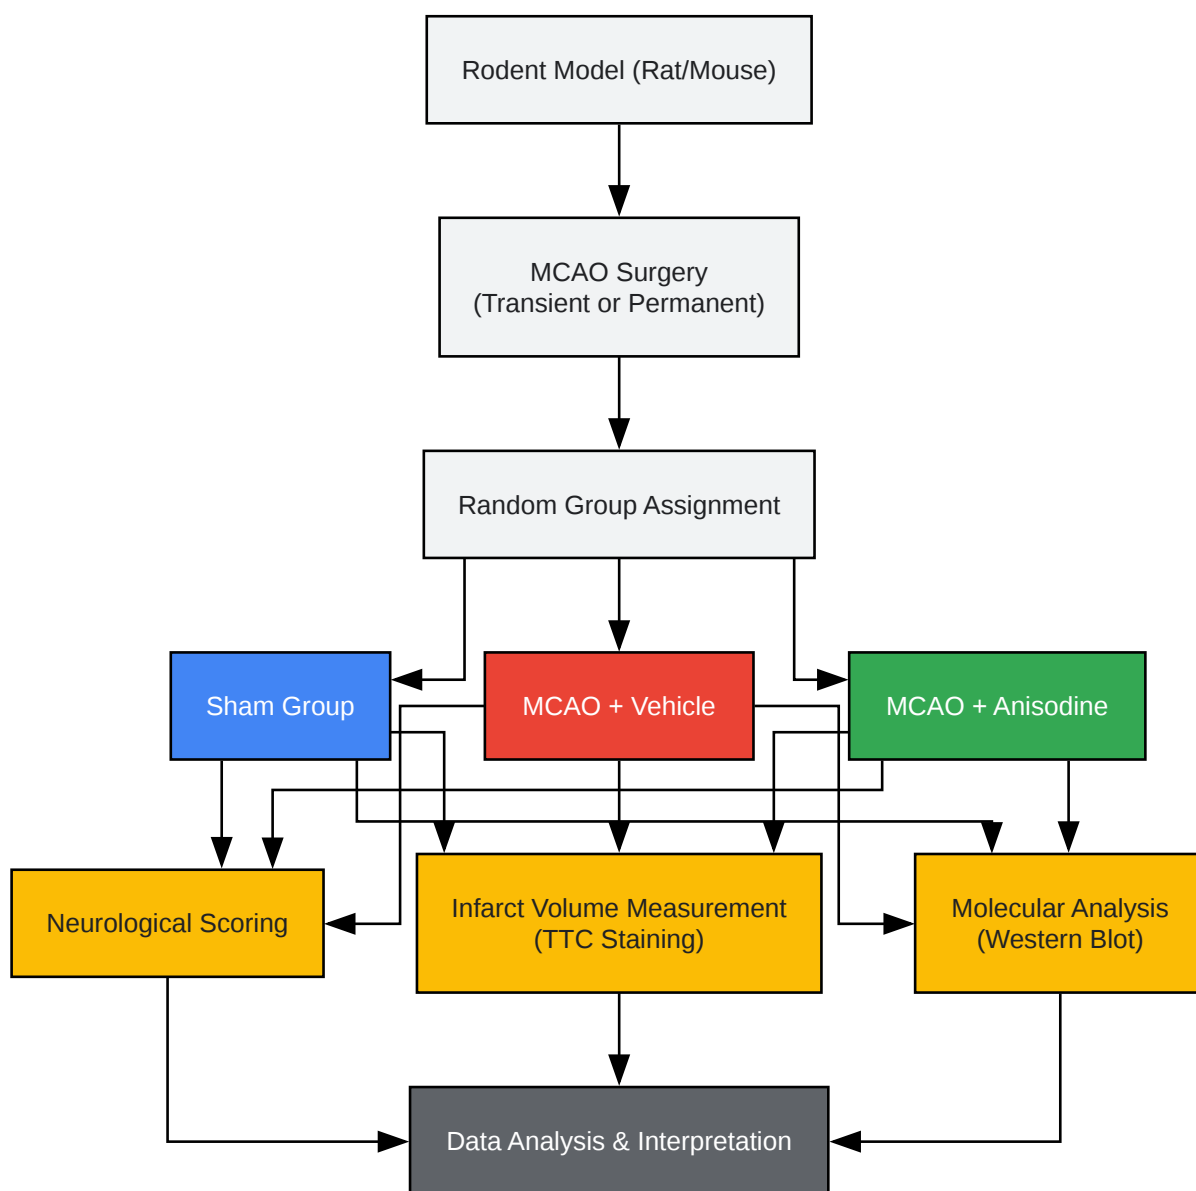 Rodent Model (Rat/Mouse)
MCAO Surgery
(Transient or Permanent)
Random Group Assignment
Sham Group
MCAO + Vehicle
MCAO + Anisodine
Neurological Scoring
Infarct Volume Measurement
(TTC Staining)
Molecular Analysis
(Western Blot)
Data Analysis & Interpretation